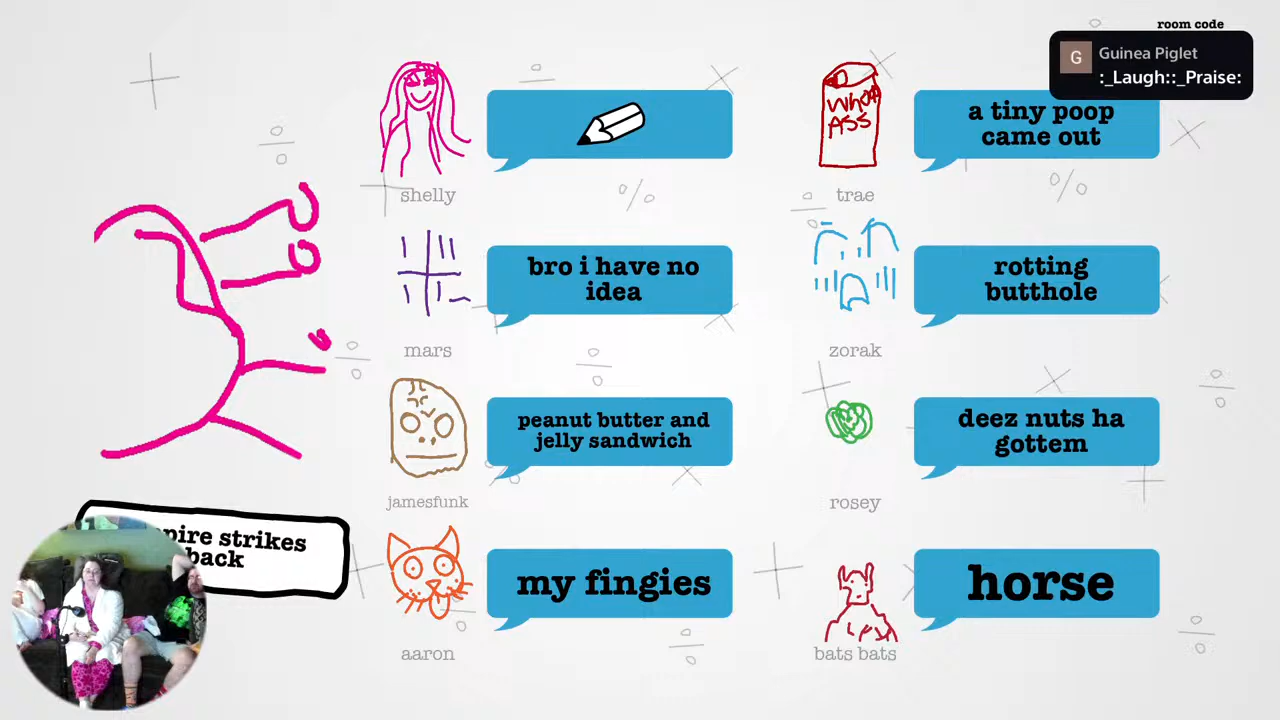 room code
G
Guinea Piglet
:_Laugh::_Praise:
WhOOP
ASS
a tiny poop
came out
shelly
trae
bro i have no
idea
rotting
butthole
mars
zorak
peanut butter and
jelly sandwich
deez nuts ha
gottem
jamesfunk
rosey
strikes
back
my fingies
horse
aaron
bats bats